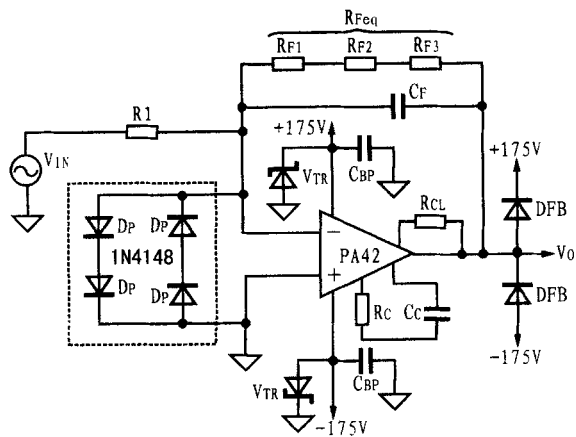 RFeq
RF1 RF2 RF3
CF
R1
+175V
VIN
VTR
CBP
+175V
DP DP
1N4148
DP DP
RCL
DFB
−
PA42
+
VO
DFB
RC
CC
VTR
CBP
−175V
−175V